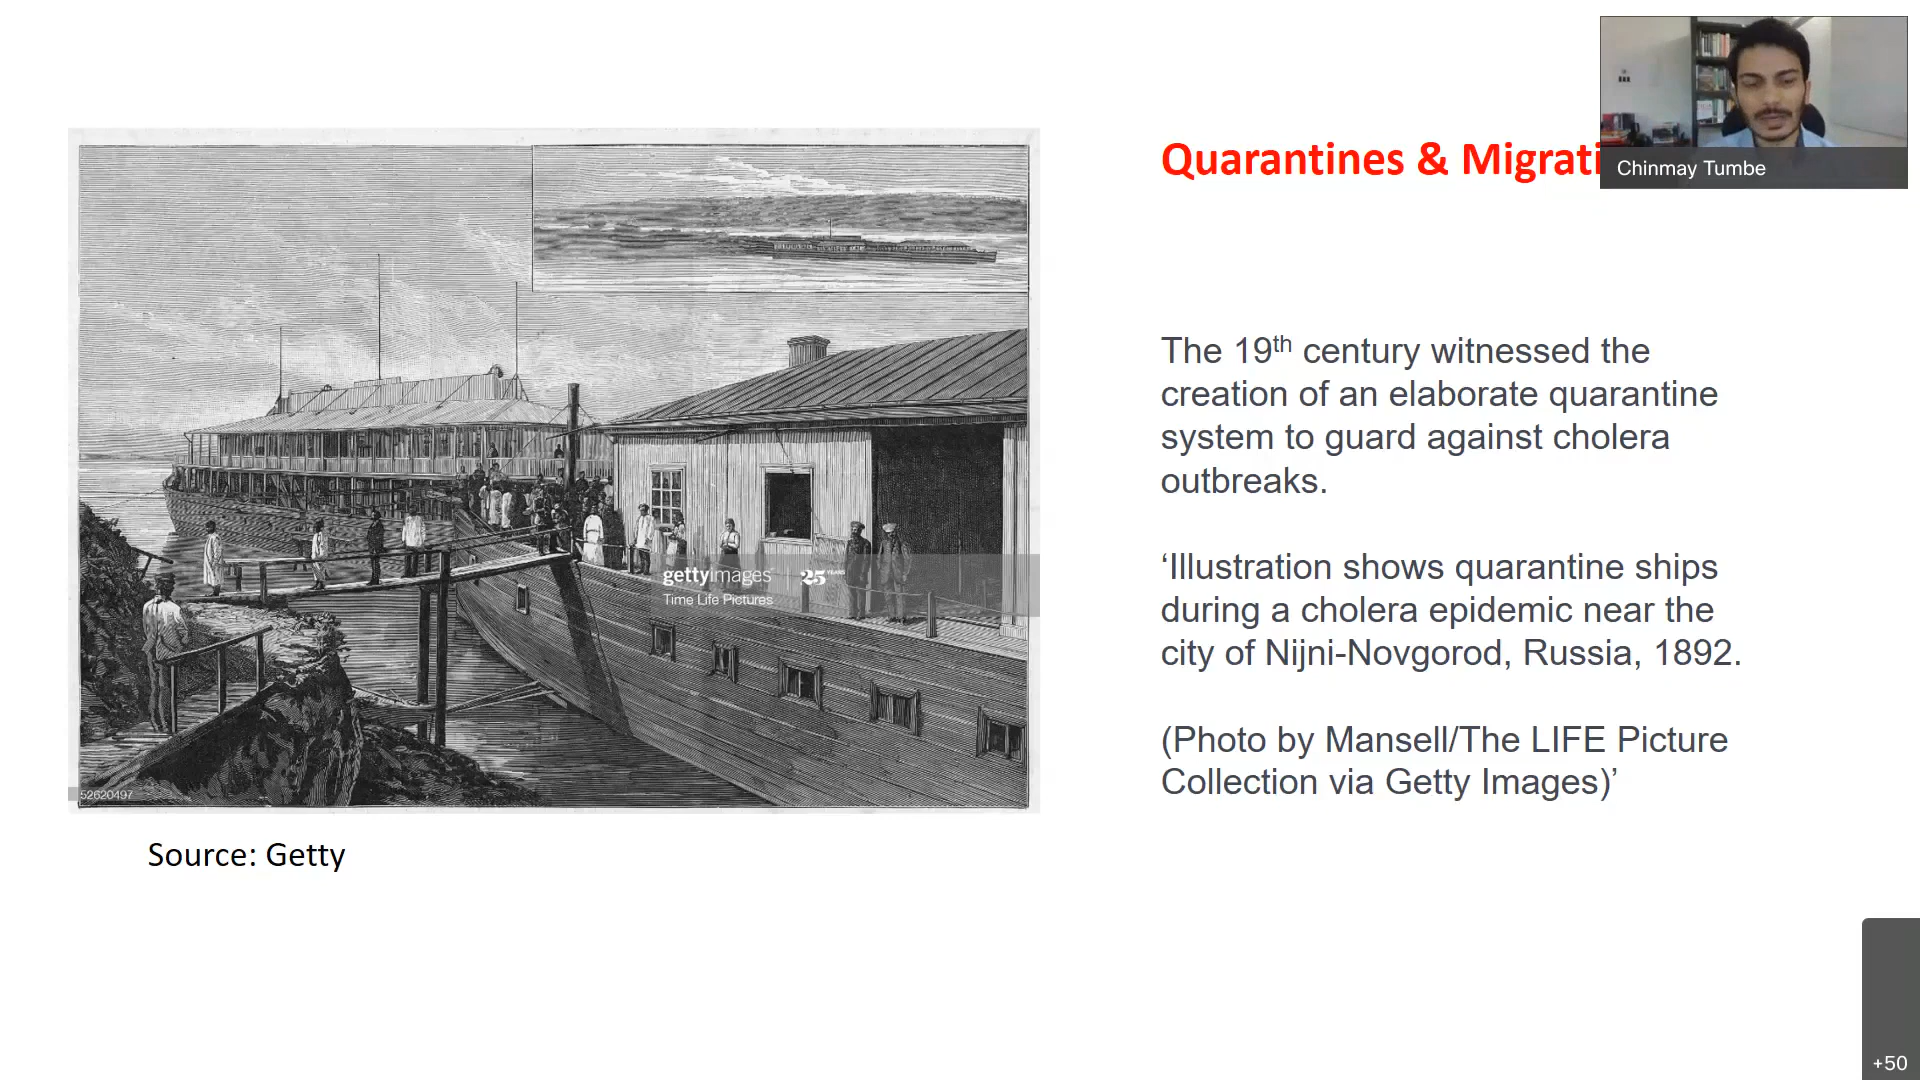 Quarantines & Migrati
Chinmay Tumbe
The 19th century witnessed the
creation of an elaborate quarantine
system to guard against cholera
outbreaks.
‘Illustration shows quarantine ships
during a cholera epidemic near the
city of Nijni-Novgorod, Russia, 1892.
(Photo by Mansell/The LIFE Picture
Collection via Getty Images)’
gettyimages 25 YEARS
Time Life Pictures
52620497
Source: Getty
+50